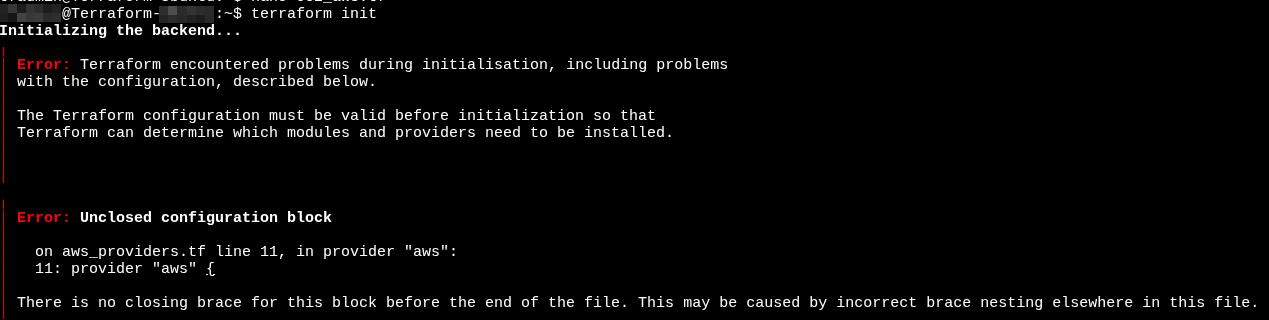 @Terraform-:~$ terraform init
Initializing the backend...
Error: Terraform encountered problems during initialisation, including problems
with the configuration, described below.
The Terraform configuration must be valid before initialization so that
Terraform can determine which modules and providers need to be installed.
Error: Unclosed configuration block
on aws_providers.tf line 11, in provider "aws":
11: provider "aws" {
There is no closing brace for this block before the end of the file. This may be caused by incorrect brace nesting elsewhere in this file.